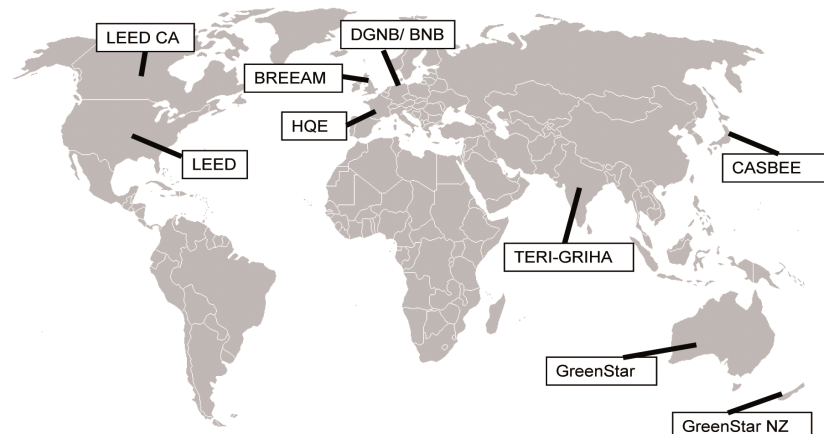 LEED CA
DGNB/ BNB
BREEAM
HQE
LEED
CASBEE
TERI-GRIHA
GreenStar
GreenStar NZ